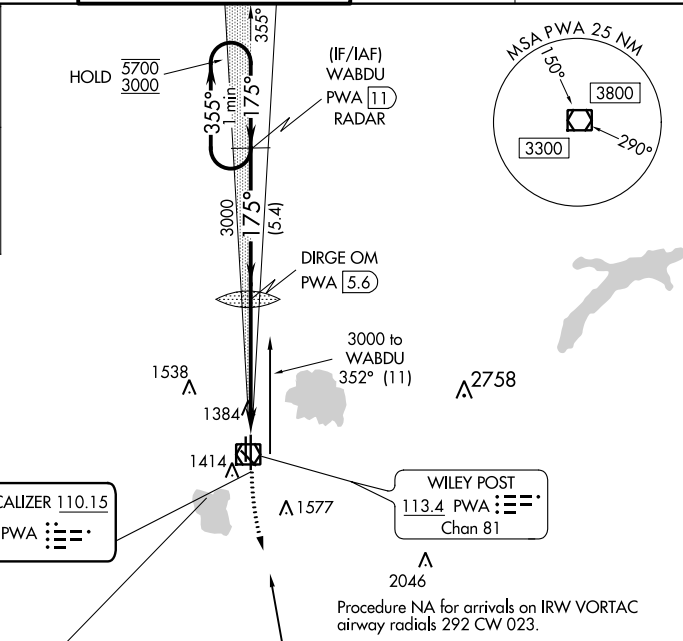 355°
HOLD 5700
3000
355°
1 min
175°
(IF/IAF)
WABDU
PWA 11
RADAR
MSA PWA 25 NM
150°
3800
3300
290°
3000
175°
(5.4)
DIRGE OM
PWA 5.6
3000 to
WABDU
352° (11)
1538
1384
2758
1414
1577
CALIZER 110.15
PWA
WILEY POST
113.4 PWA
Chan 81
2046
Procedure NA for arrivals on IRW VORTAC
airway radials 292 CW 023.